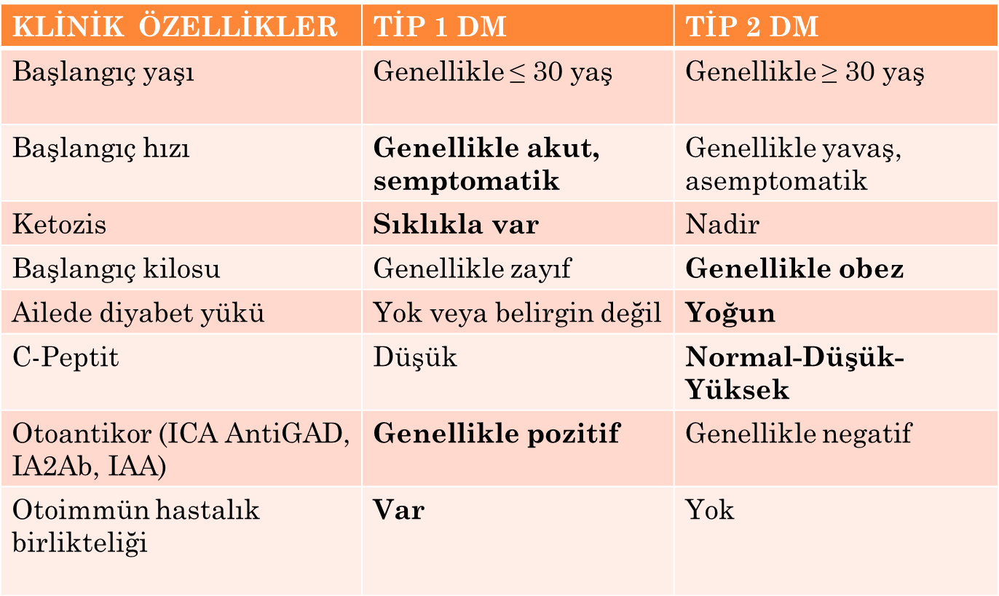 KLİNİK ÖZELLİKLER TİP 1 DM TİP 2 DM
Başlangıç yaşı Genellikle ≤ 30 yaş Genellikle ≥ 30 yaş
Başlangıç hızı Genellikle akut, Genellikle yavaş,
semptomatik asemptomatik
Ketozis Sıklıkla var Nadir
Başlangıç kilosu Genellikle zayıf Genellikle obez
Ailede diyabet yükü Yok veya belirgin değil Yoğun
C-Peptit Düşük Normal-Düşük-
Yüksek
Otoantikor (ICA AntiGAD, Genellikle pozitif Genellikle negatif
IA2Ab, IAA)
Otoimmün hastalık Var Yok
birlikteliği